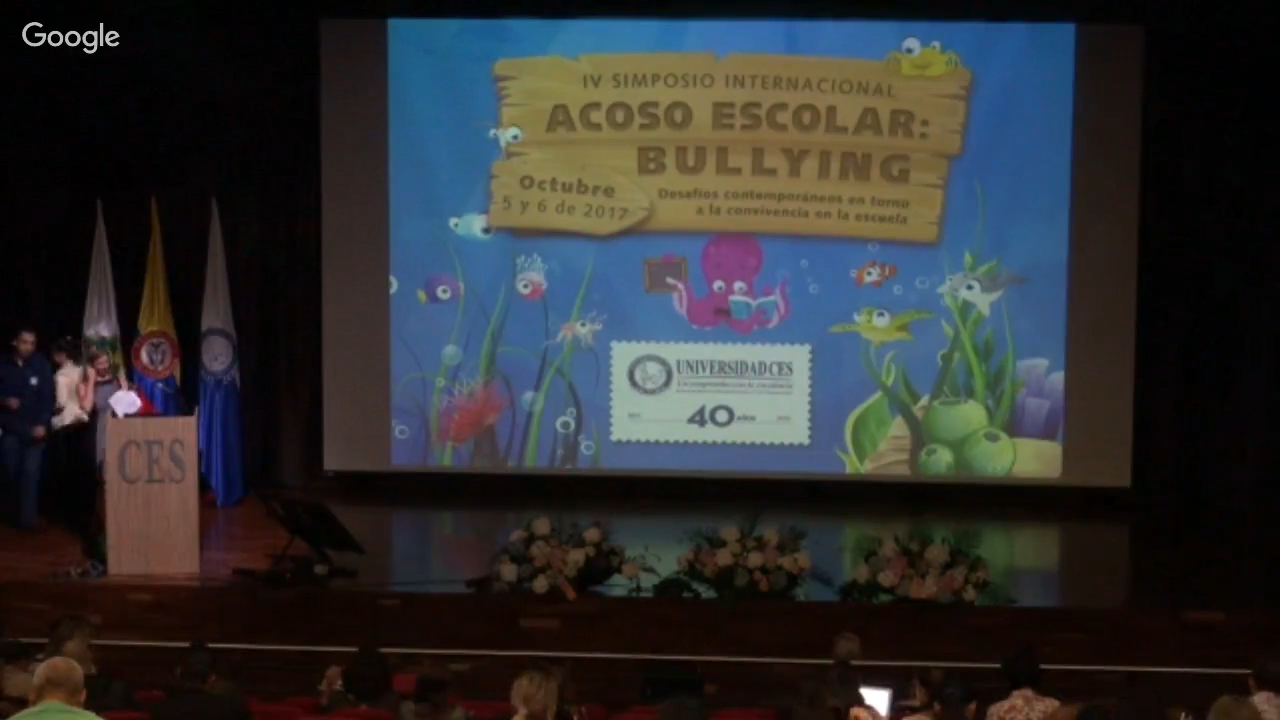 Google
IV SIMPOSIO INTERNACIONAL
ACOSO ESCOLAR:
BULLYING
Octubre
5 y 6 de 2017
Desafíos contemporáneos en torno
a la convivencia en la escuela
UNIVERSIDAD CES
40 años
CES